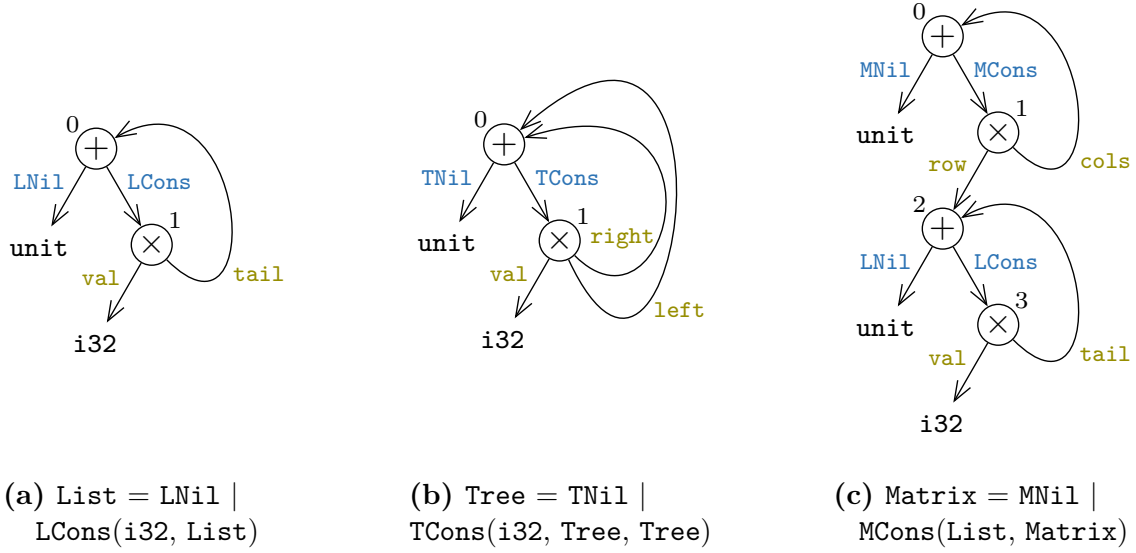 0
LNil LCons
1
unit
val tail
i32
(a) List = LNil |
LCons(i32, List)
0
TNil TCons
1
unit right
val left
i32
(b) Tree = TNil |
TCons(i32, Tree, Tree)
0
MNil MCons
1
unit
row cols
2
LNil LCons
3
unit
val tail
i32
(c) Matrix = MNil |
MCons(List, Matrix)